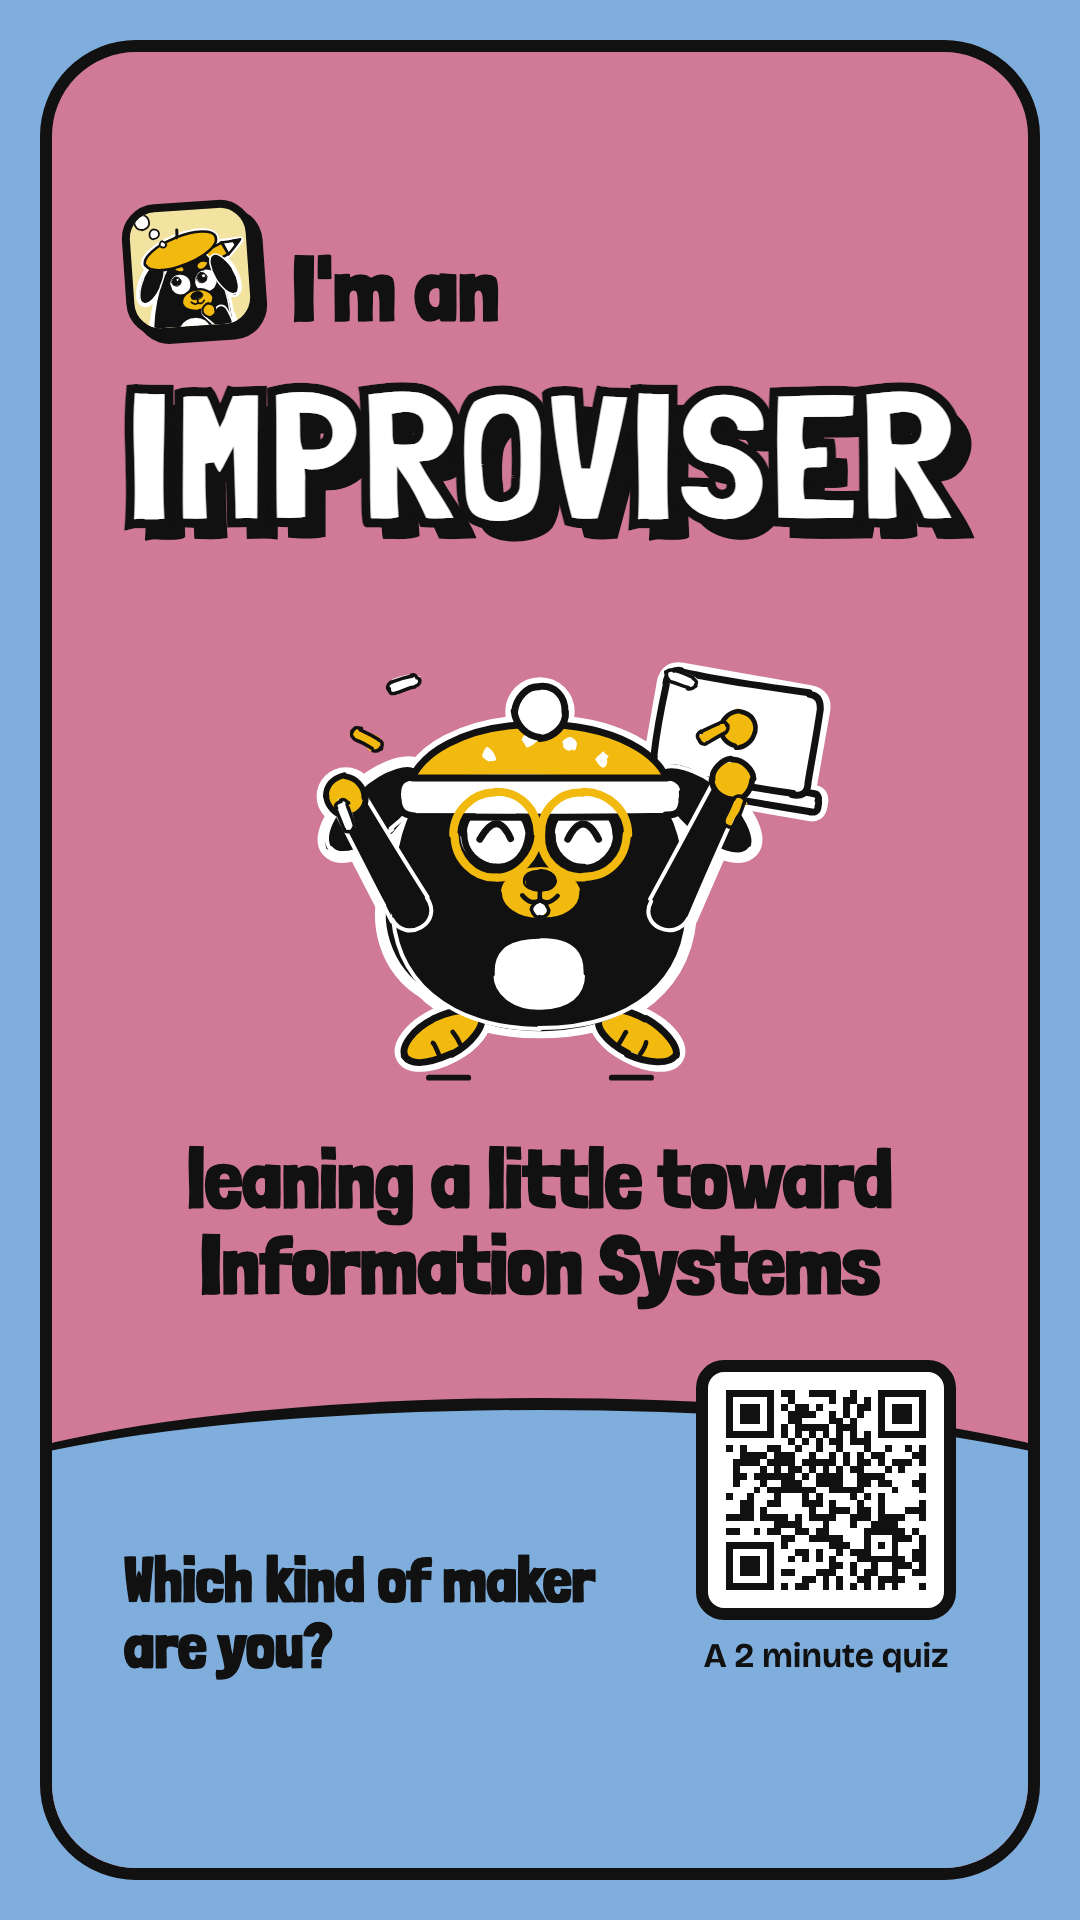 I'm an
IMPROVISER
leaning a little toward
Information Systems
Which kind of maker
are you?
A 2 minute quiz